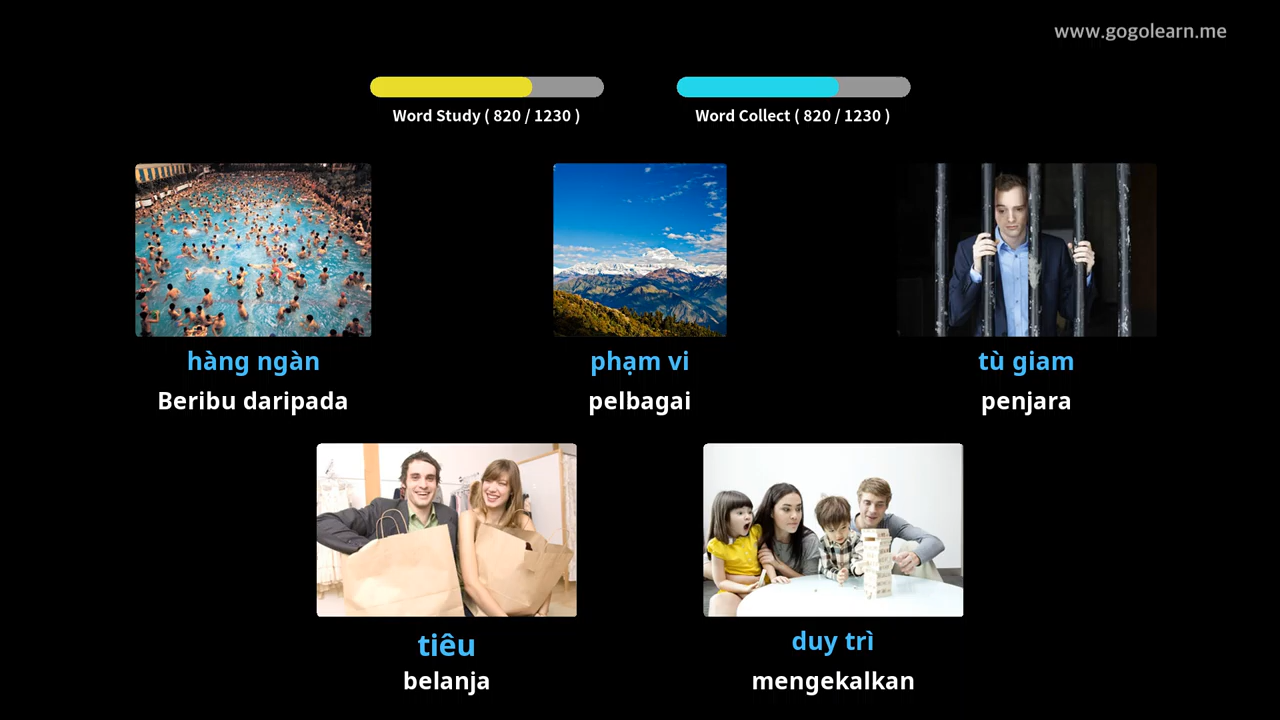 www.gogolearn.me
Word Study ( 820 / 1230 )
Word Collect ( 820 / 1230 )
hàng ngàn
Beribu daripada
phạm vi
pelbagai
tù giam
penjara
tiêu
belanja
duy trì
mengekalkan